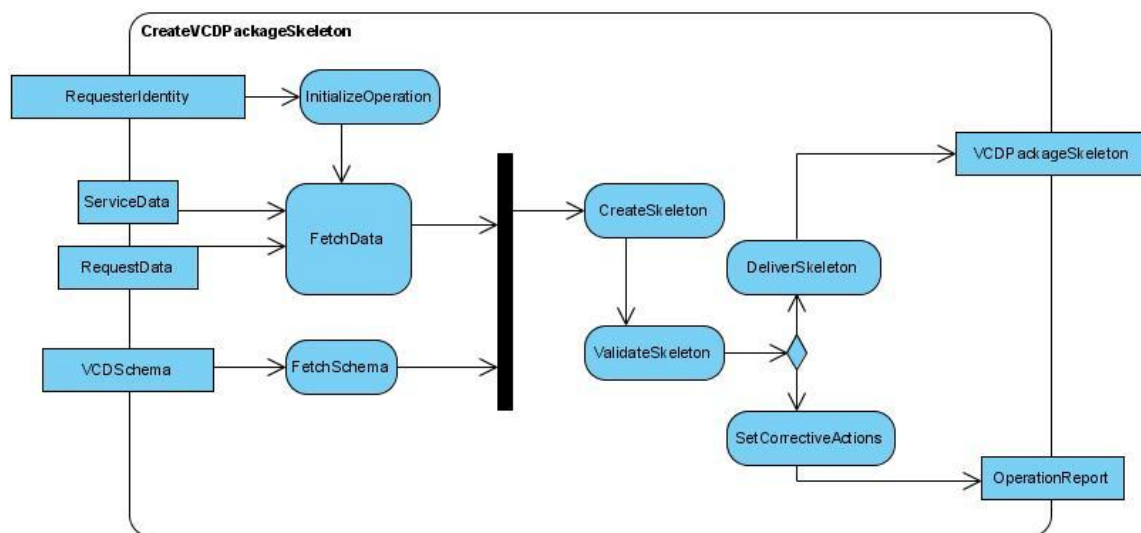 CreateVCDPackageSkeleton
RequesterIdentity
InitializeOperation
ServiceData
RequestData
FetchData
VCDSchema
FetchSchema
CreateSkeleton
ValidateSkeleton
DeliverSkeleton
SetCorrectiveActions
VCDPackageSkeleton
OperationReport